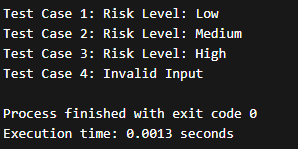 Test Case 1: Risk Level: Low
Test Case 2: Risk Level: Medium
Test Case 3: Risk Level: High
Test Case 4: Invalid Input
Process finished with exit code 0
Execution time: 0.0013 seconds